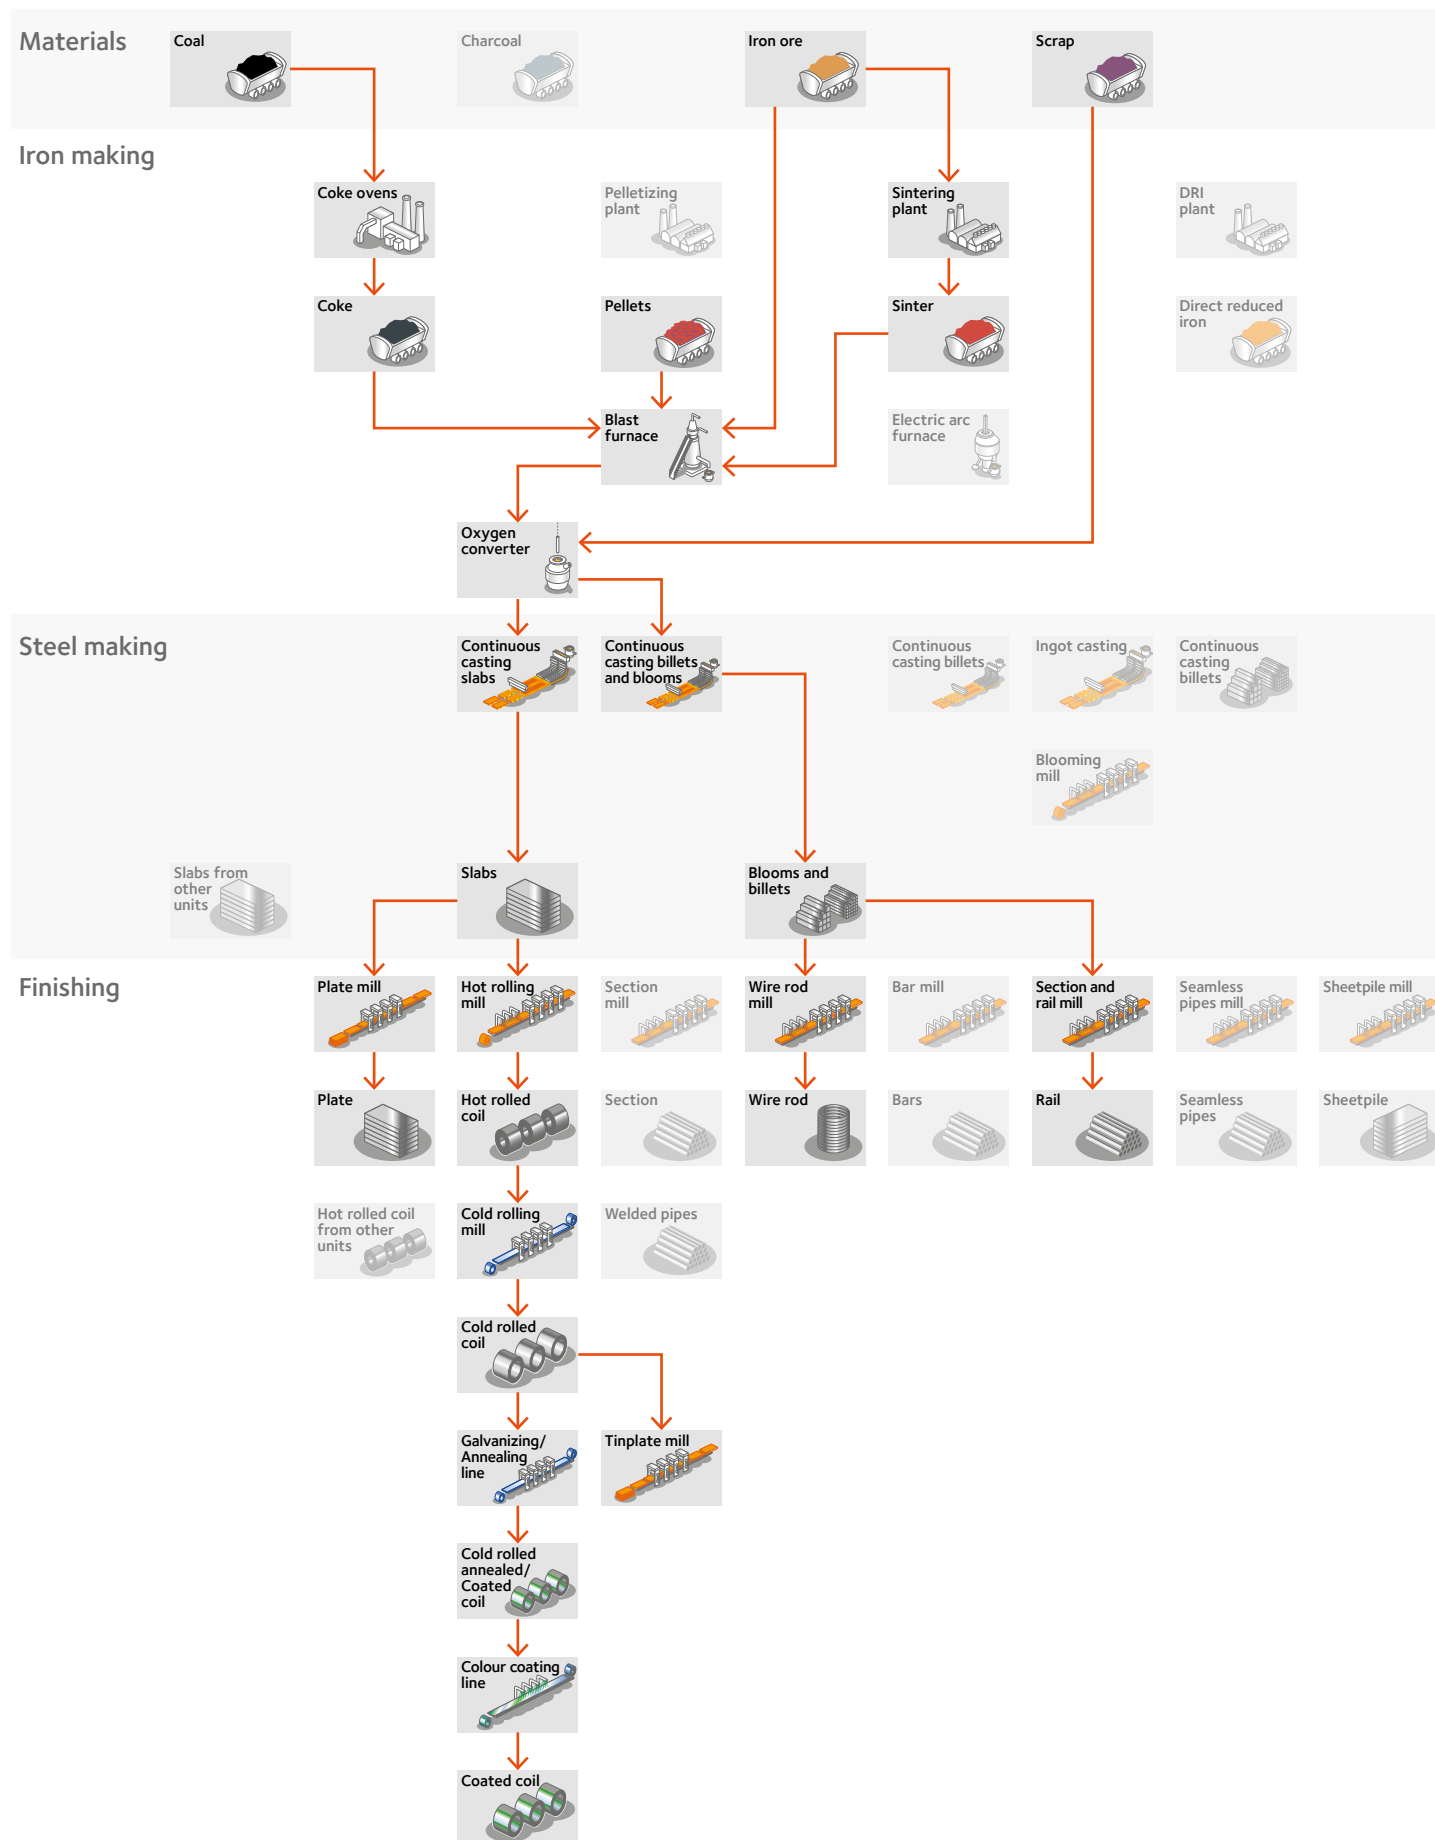 Materials
Coal
Charcoal
Iron ore
Scrap
Iron making
Coke ovens
Pelletizing
plant
Sintering
plant
DRI
plant
Coke
Pellets
Sinter
Direct reduced
iron
Blast
furnace
Electric arc
furnace
Oxygen
converter
Steel making
Continuous
casting
slabs
Continuous
casting billets
and blooms
Continuous
casting billets
Ingot casting
Continuous
casting
billets
Blooming
mill
Slabs from
other
units
Slabs
Blooms and
billets
Finishing
Plate mill
Hot rolling
mill
Section
mill
Wire rod
mill
Bar mill
Section and
rail mill
Seamless
pipes mill
Sheetpile mill
Plate
Hot rolled
coil
Section
Wire rod
Bars
Rail
Seamless
pipes
Sheetpile
Hot rolled coil
from other
units
Cold rolling
mill
Welded pipes
Cold rolled
coil
Galvanizing/
Annealing
line
Tinplate mill
Cold rolled
annealed/
Coated
coil
Colour coating
line
Coated coil